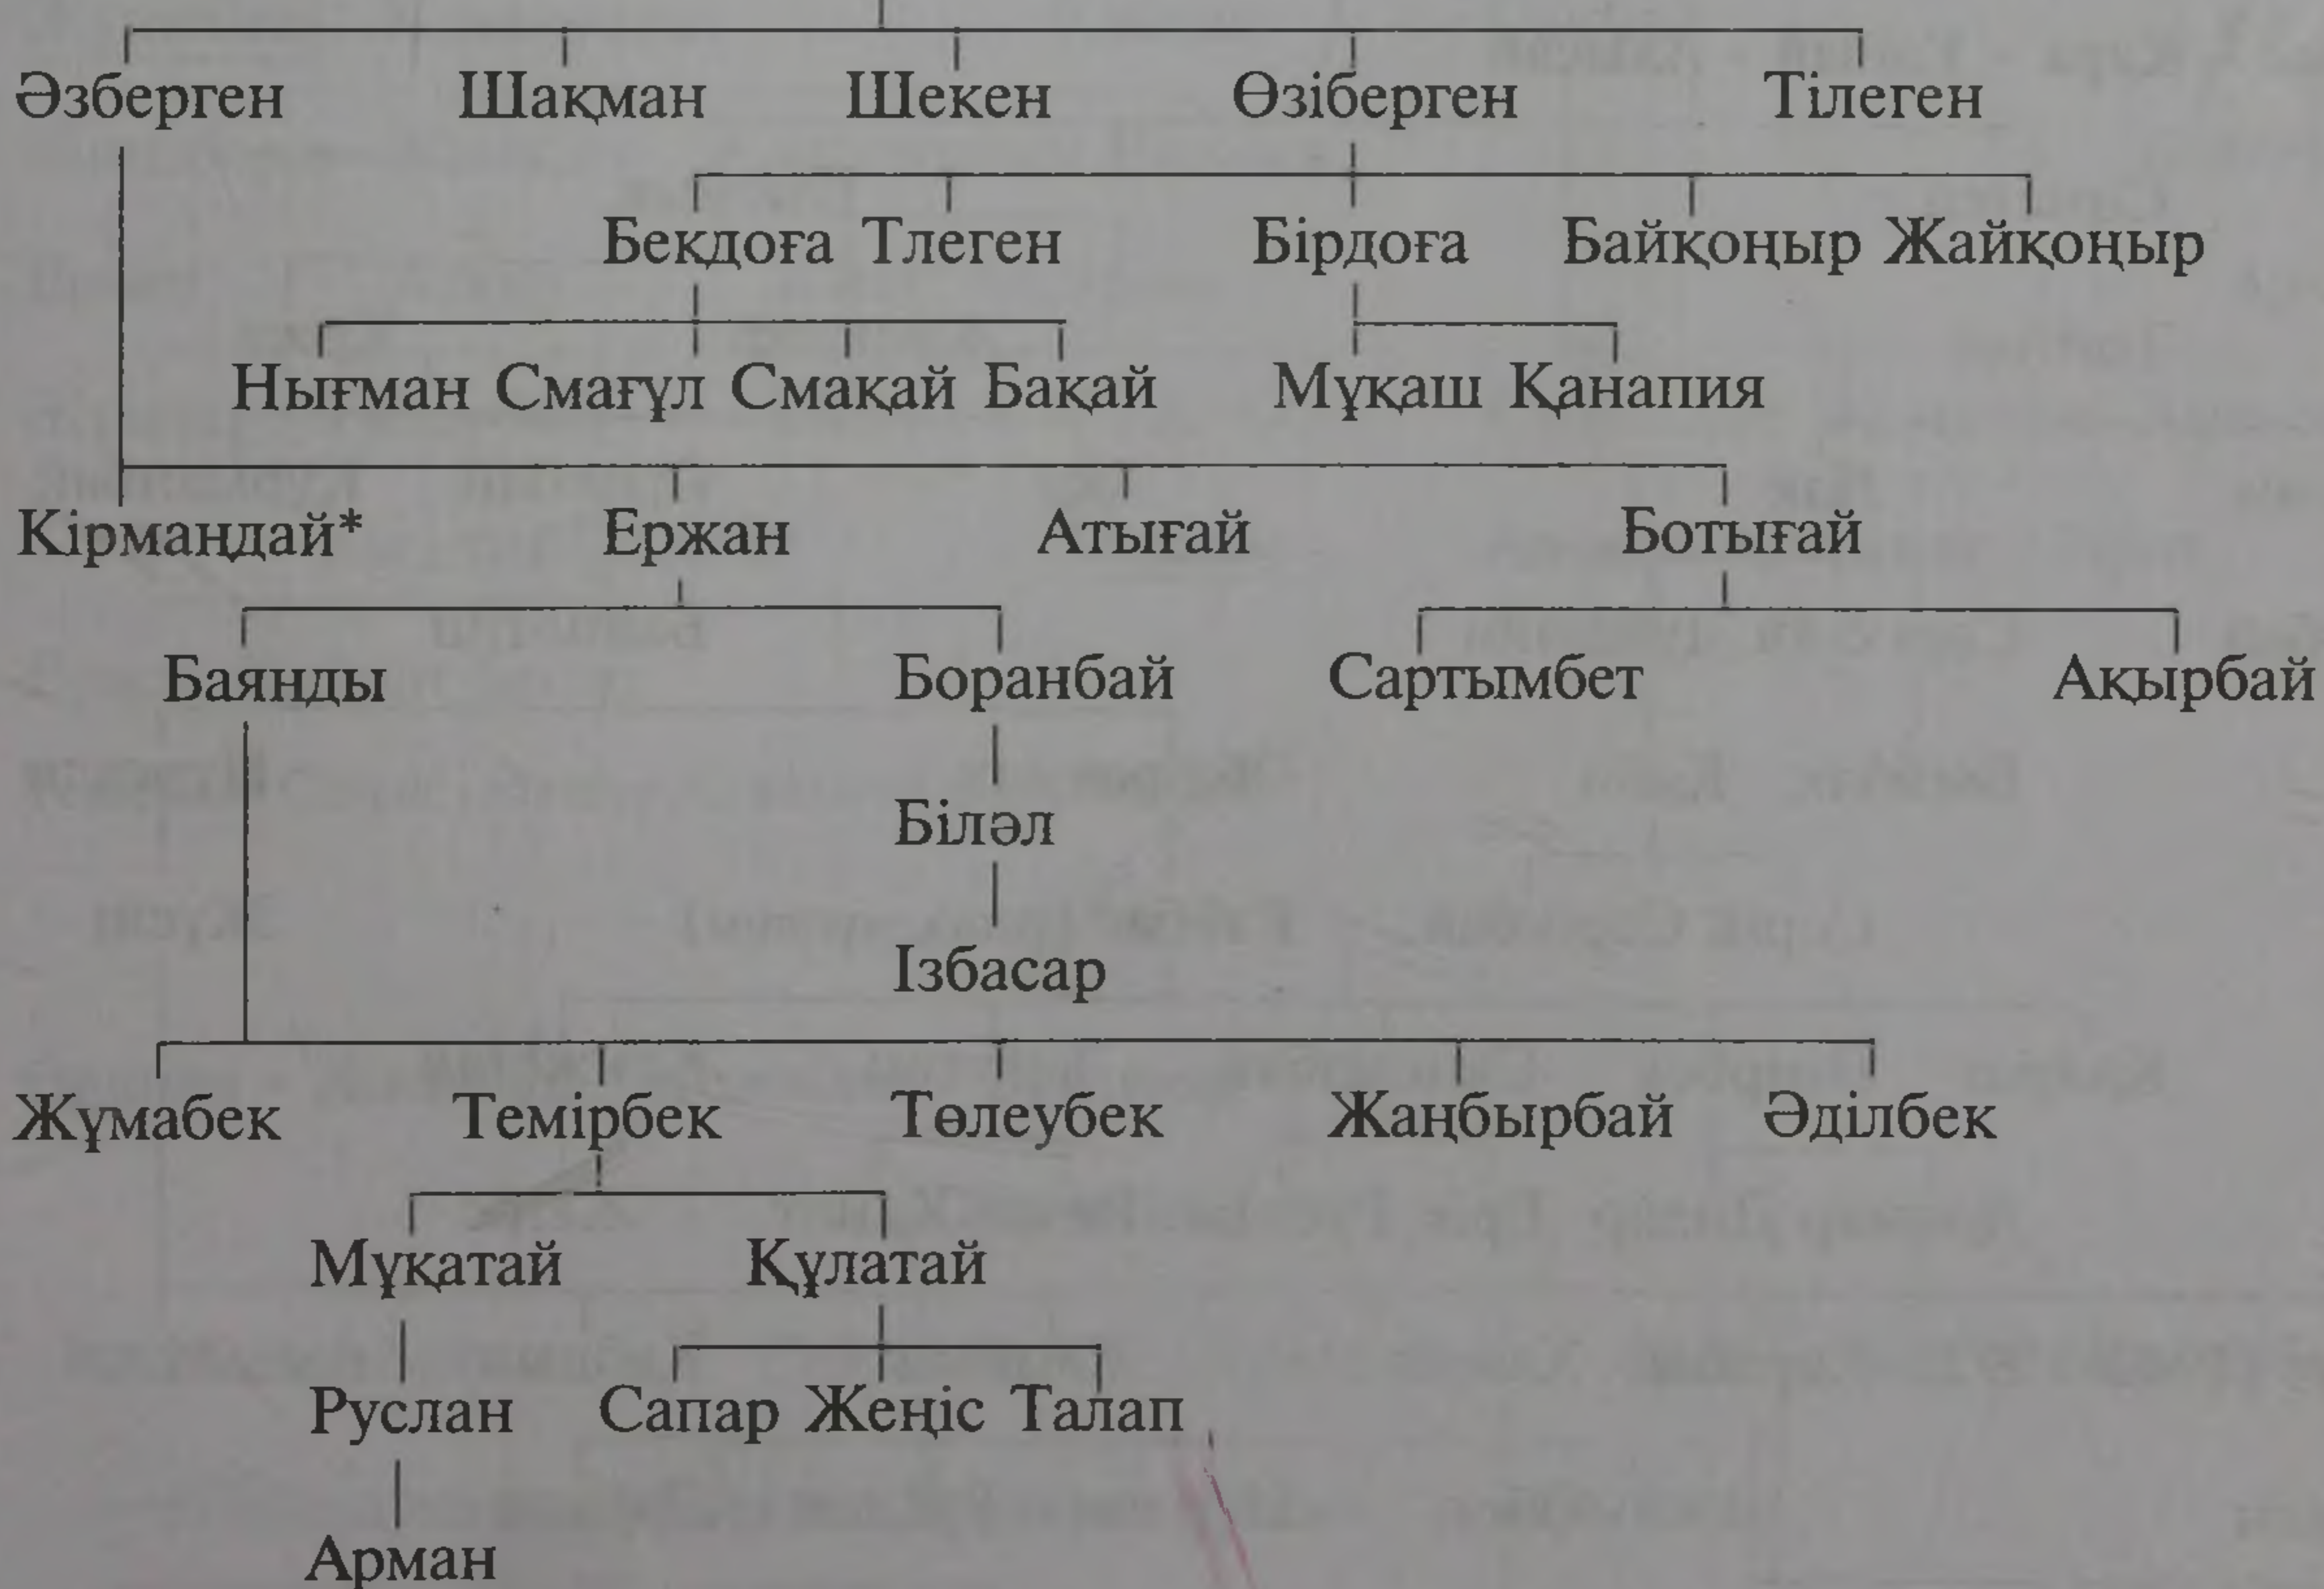 Әзберген Шақман Шекен Өзіберген Тілеген
Бекдоға Тлеген Бірдоға Байқоңыр Жайқоңыр
Нығман Смағұл Смақай Бақай Мұқаш Қанапия
Кірмаңдай* Ержан Атығай Ботығай
Баянды Боранбай Сартымбет Ақырбай
Біләл
Ізбасар
Жұмабек Темірбек Төлеубек Жаңбырбай Әділбек
Мұқатай Құлатай
Руслан Сапар Жеңіс Талап
Арман